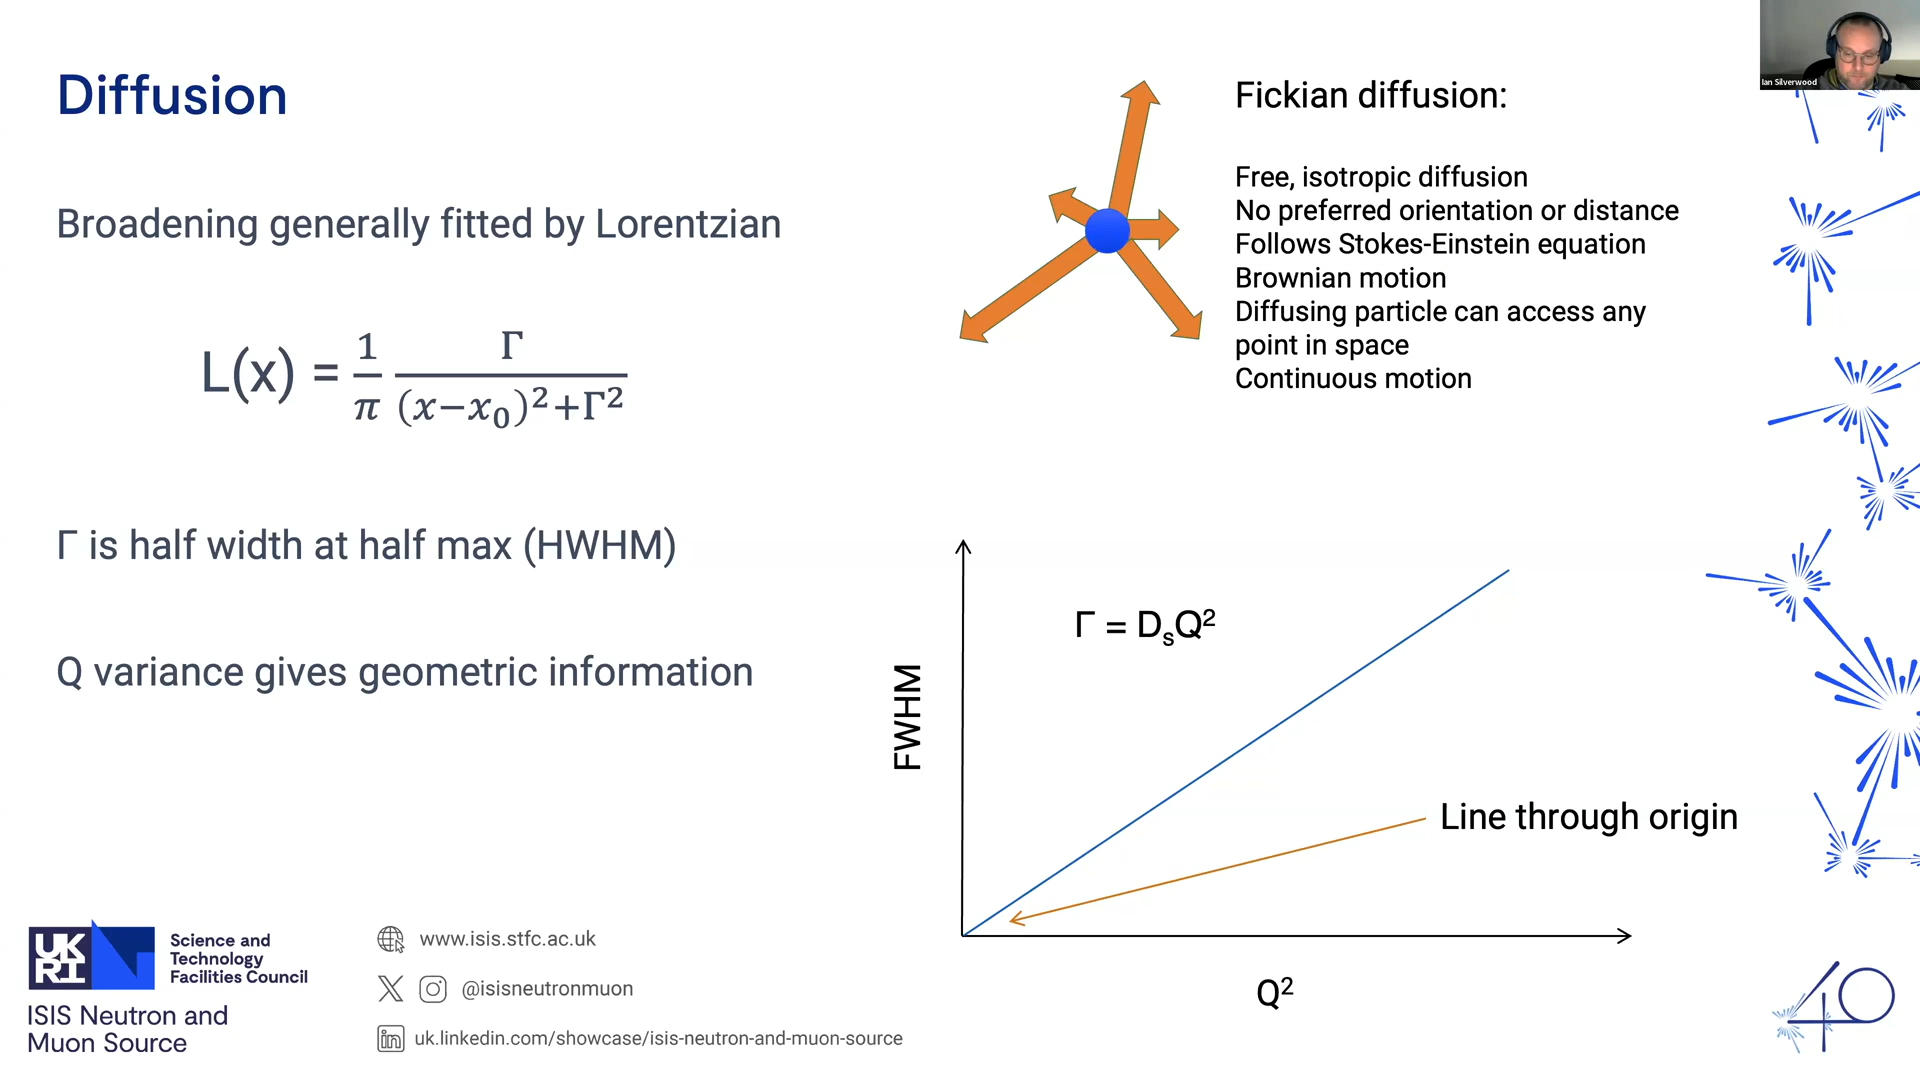 Diffusion
Broadening generally fitted by Lorentzian
L(x) = 1/π Γ/((x−x₀)²+Γ²)
Γ is half width at half max (HWHM)
Q variance gives geometric information
Fickian diffusion:
Free, isotropic diffusion
No preferred orientation or distance
Follows Stokes-Einstein equation
Brownian motion
Diffusing particle can access any
point in space
Continuous motion
Ian Silverwood
Γ = DₛQ²
FWHM
Line through origin
Q²
UK
RI
Science and
Technology
Facilities Council
ISIS Neutron and
Muon Source
www.isis.stfc.ac.uk
@isisneutronmuon
in
uk.linkedin.com/showcase/isis-neutron-and-muon-source
40